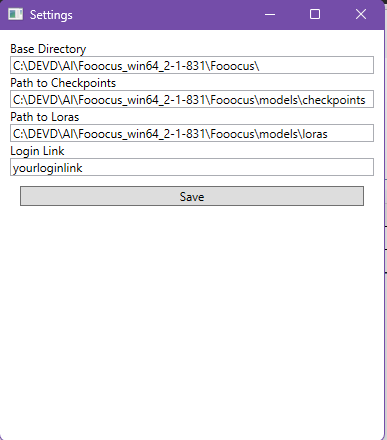 Settings
Base Directory
C:\DEVD\AI\Fooocus_win64_2-1-831\Fooocus\
Path to Checkpoints
C:\DEVD\AI\Fooocus_win64_2-1-831\Fooocus\models\checkpoints
Path to Loras
C:\DEVD\AI\Fooocus_win64_2-1-831\Fooocus\models\loras
Login Link
yourloginlink
Save